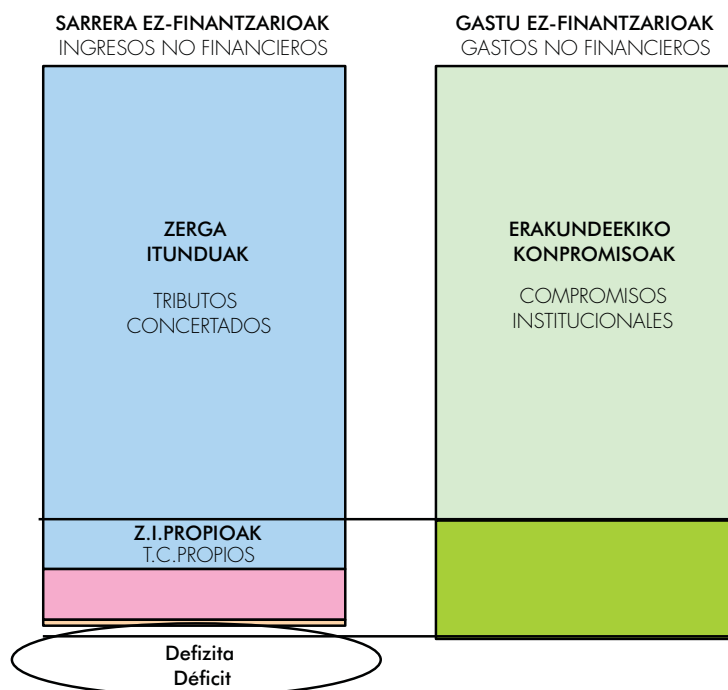 SARRERA EZ-FINANTZARIOAK
INGRESOS NO FINANCIEROS
GASTU EZ-FINANTZARIOAK
GASTOS NO FINANCIEROS
ZERGA
ITUNDUAK
TRIBUTOS
CONCERTADOS
ERAKUNDEEKIKO
KONPROMISOAK
COMPROMISOS
INSTITUCIONALES
Z.I.PROPIOAK
T.C.PROPIOS
Defizita
Déficit